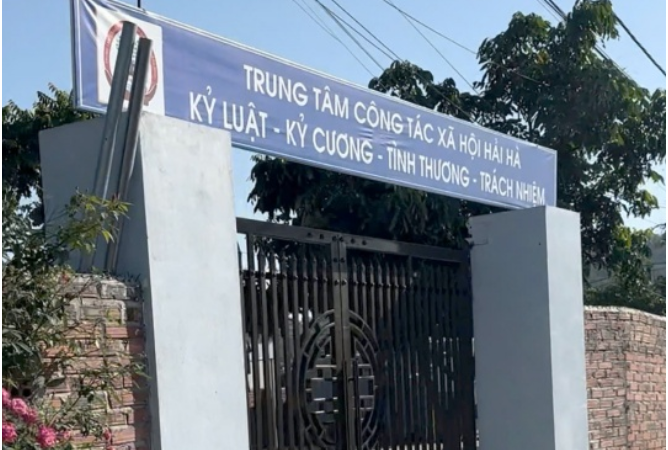 TRUNG TÂM CÔNG TÁC XÃ HỘI HẢI HÀ
KỶ LUẬT - KỶ CƯƠNG - TÌNH THƯƠNG - TRÁCH NHIỆM